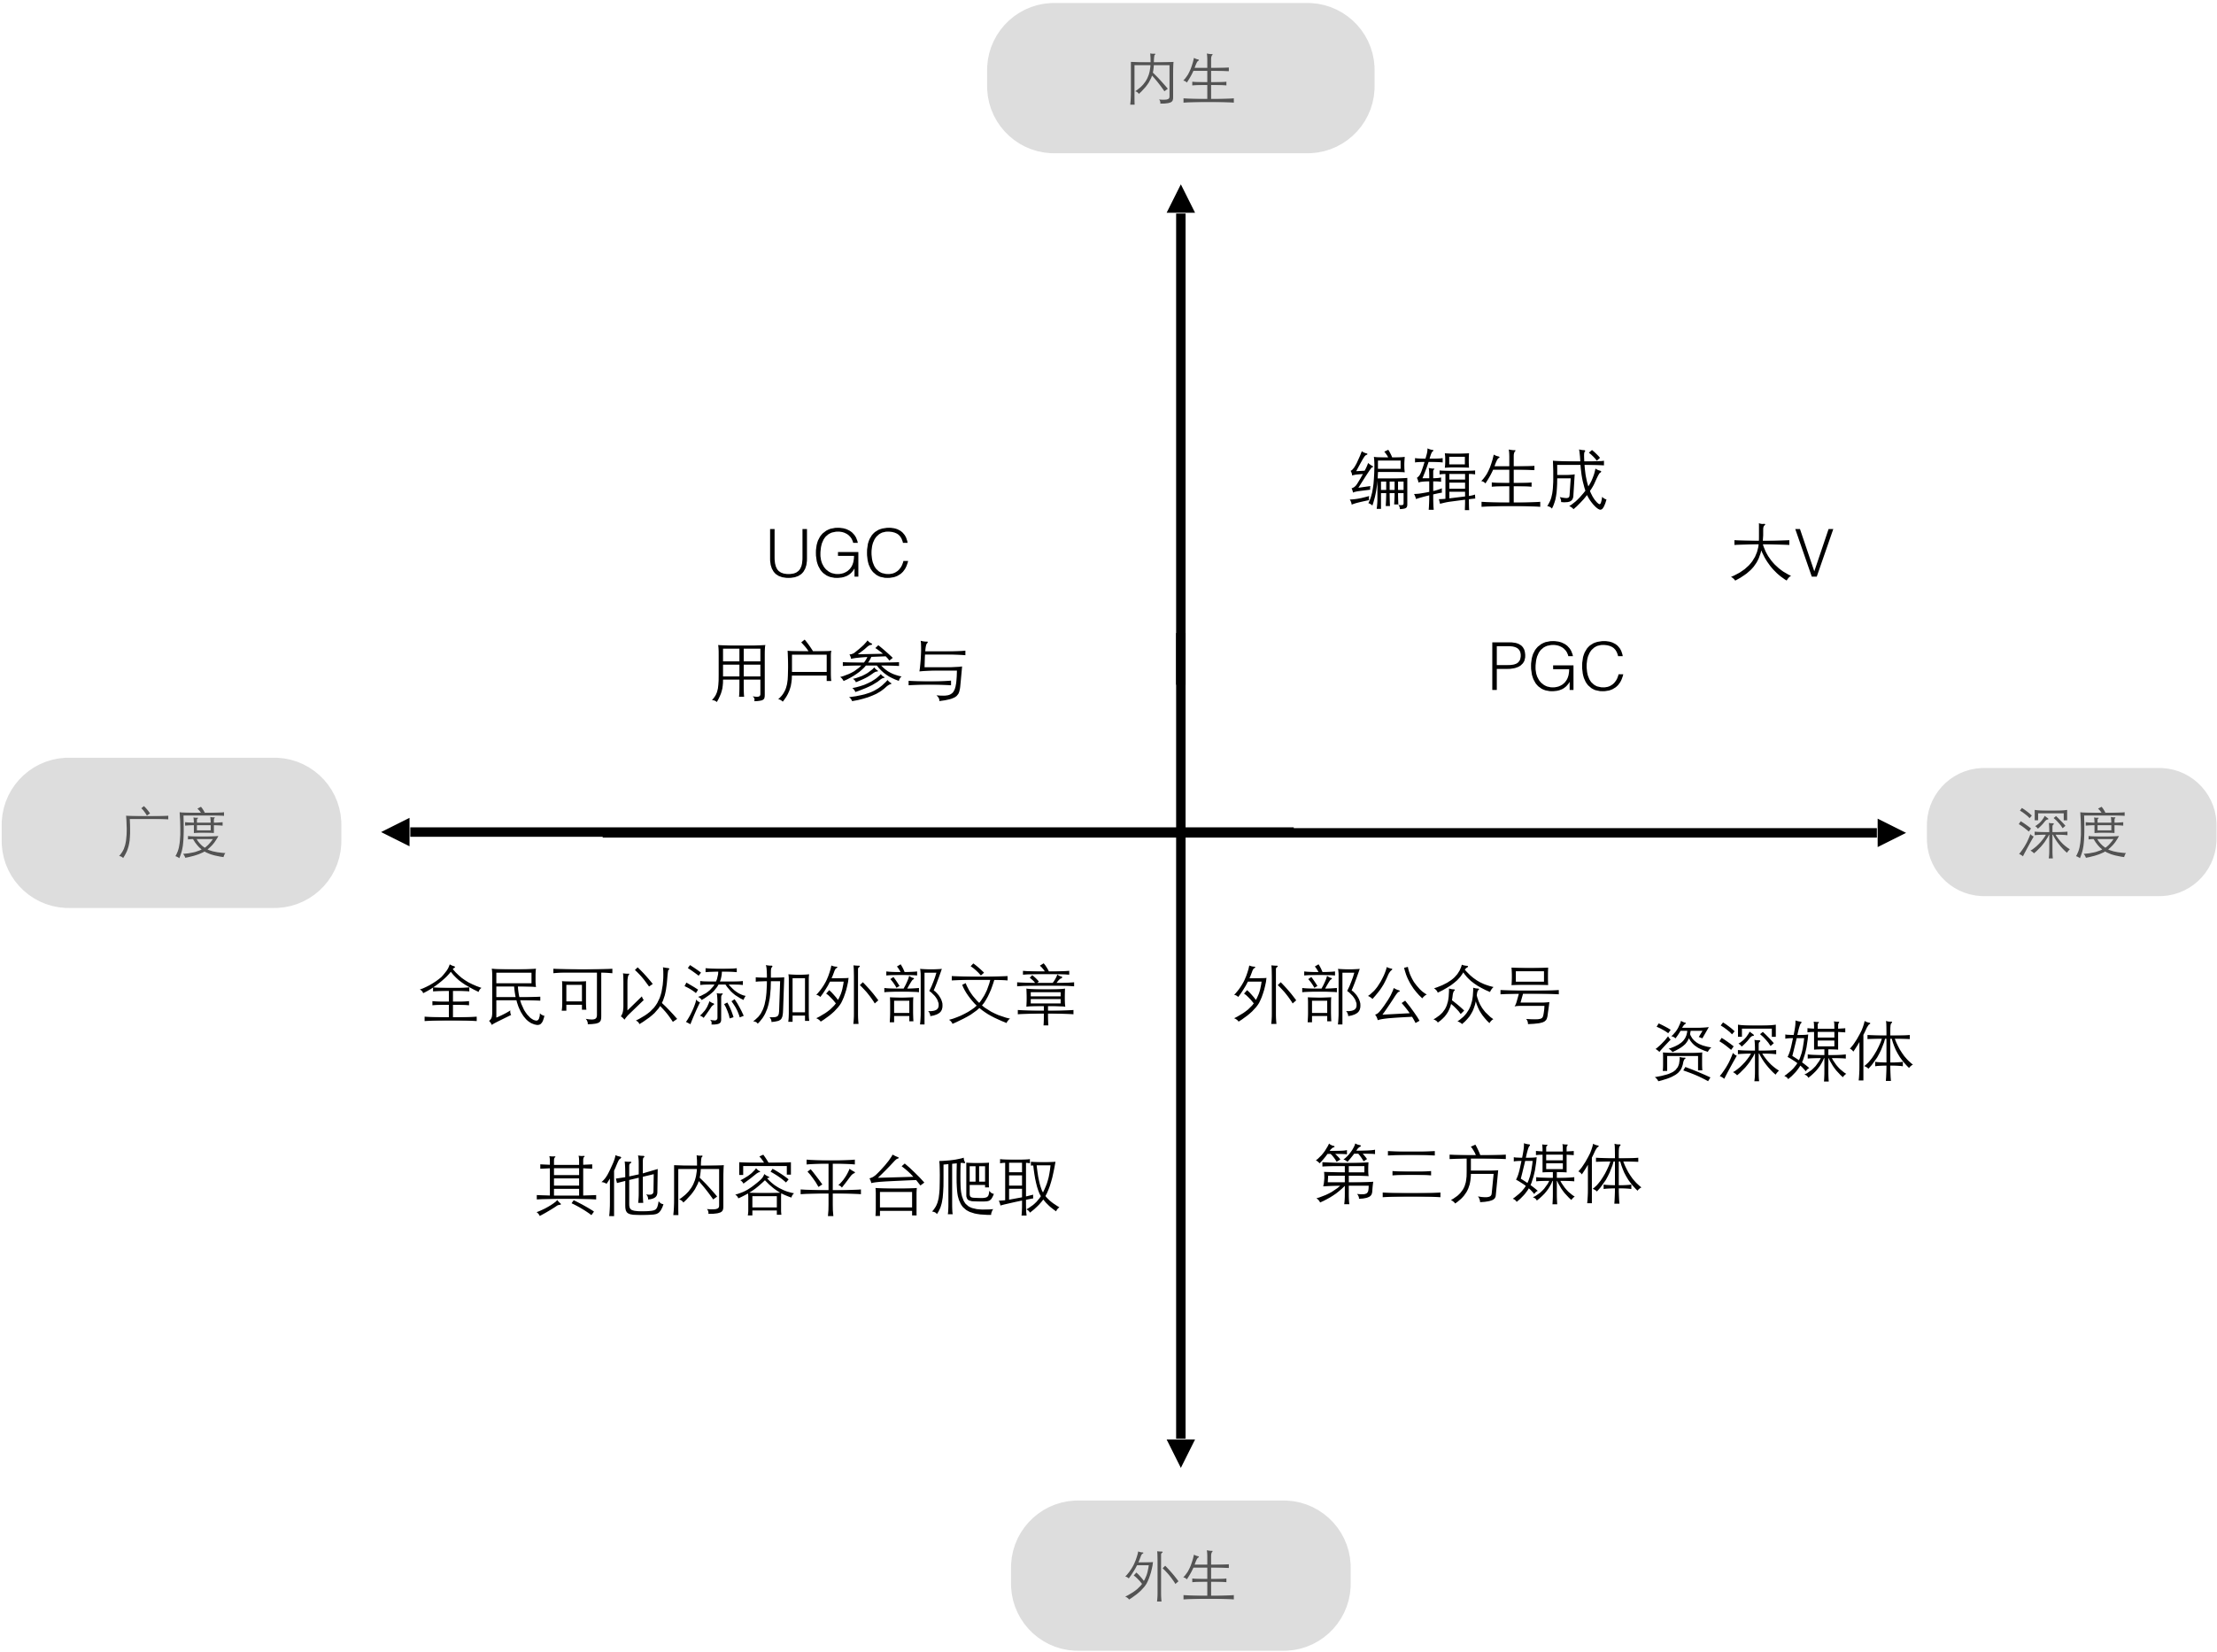 内生
编辑生成
UGC
大V
用户参与
PGC
广度
深度
全民可以添加外部文章
外部公众号
资深媒体
其他内容平台爬取
第三方媒体
外生